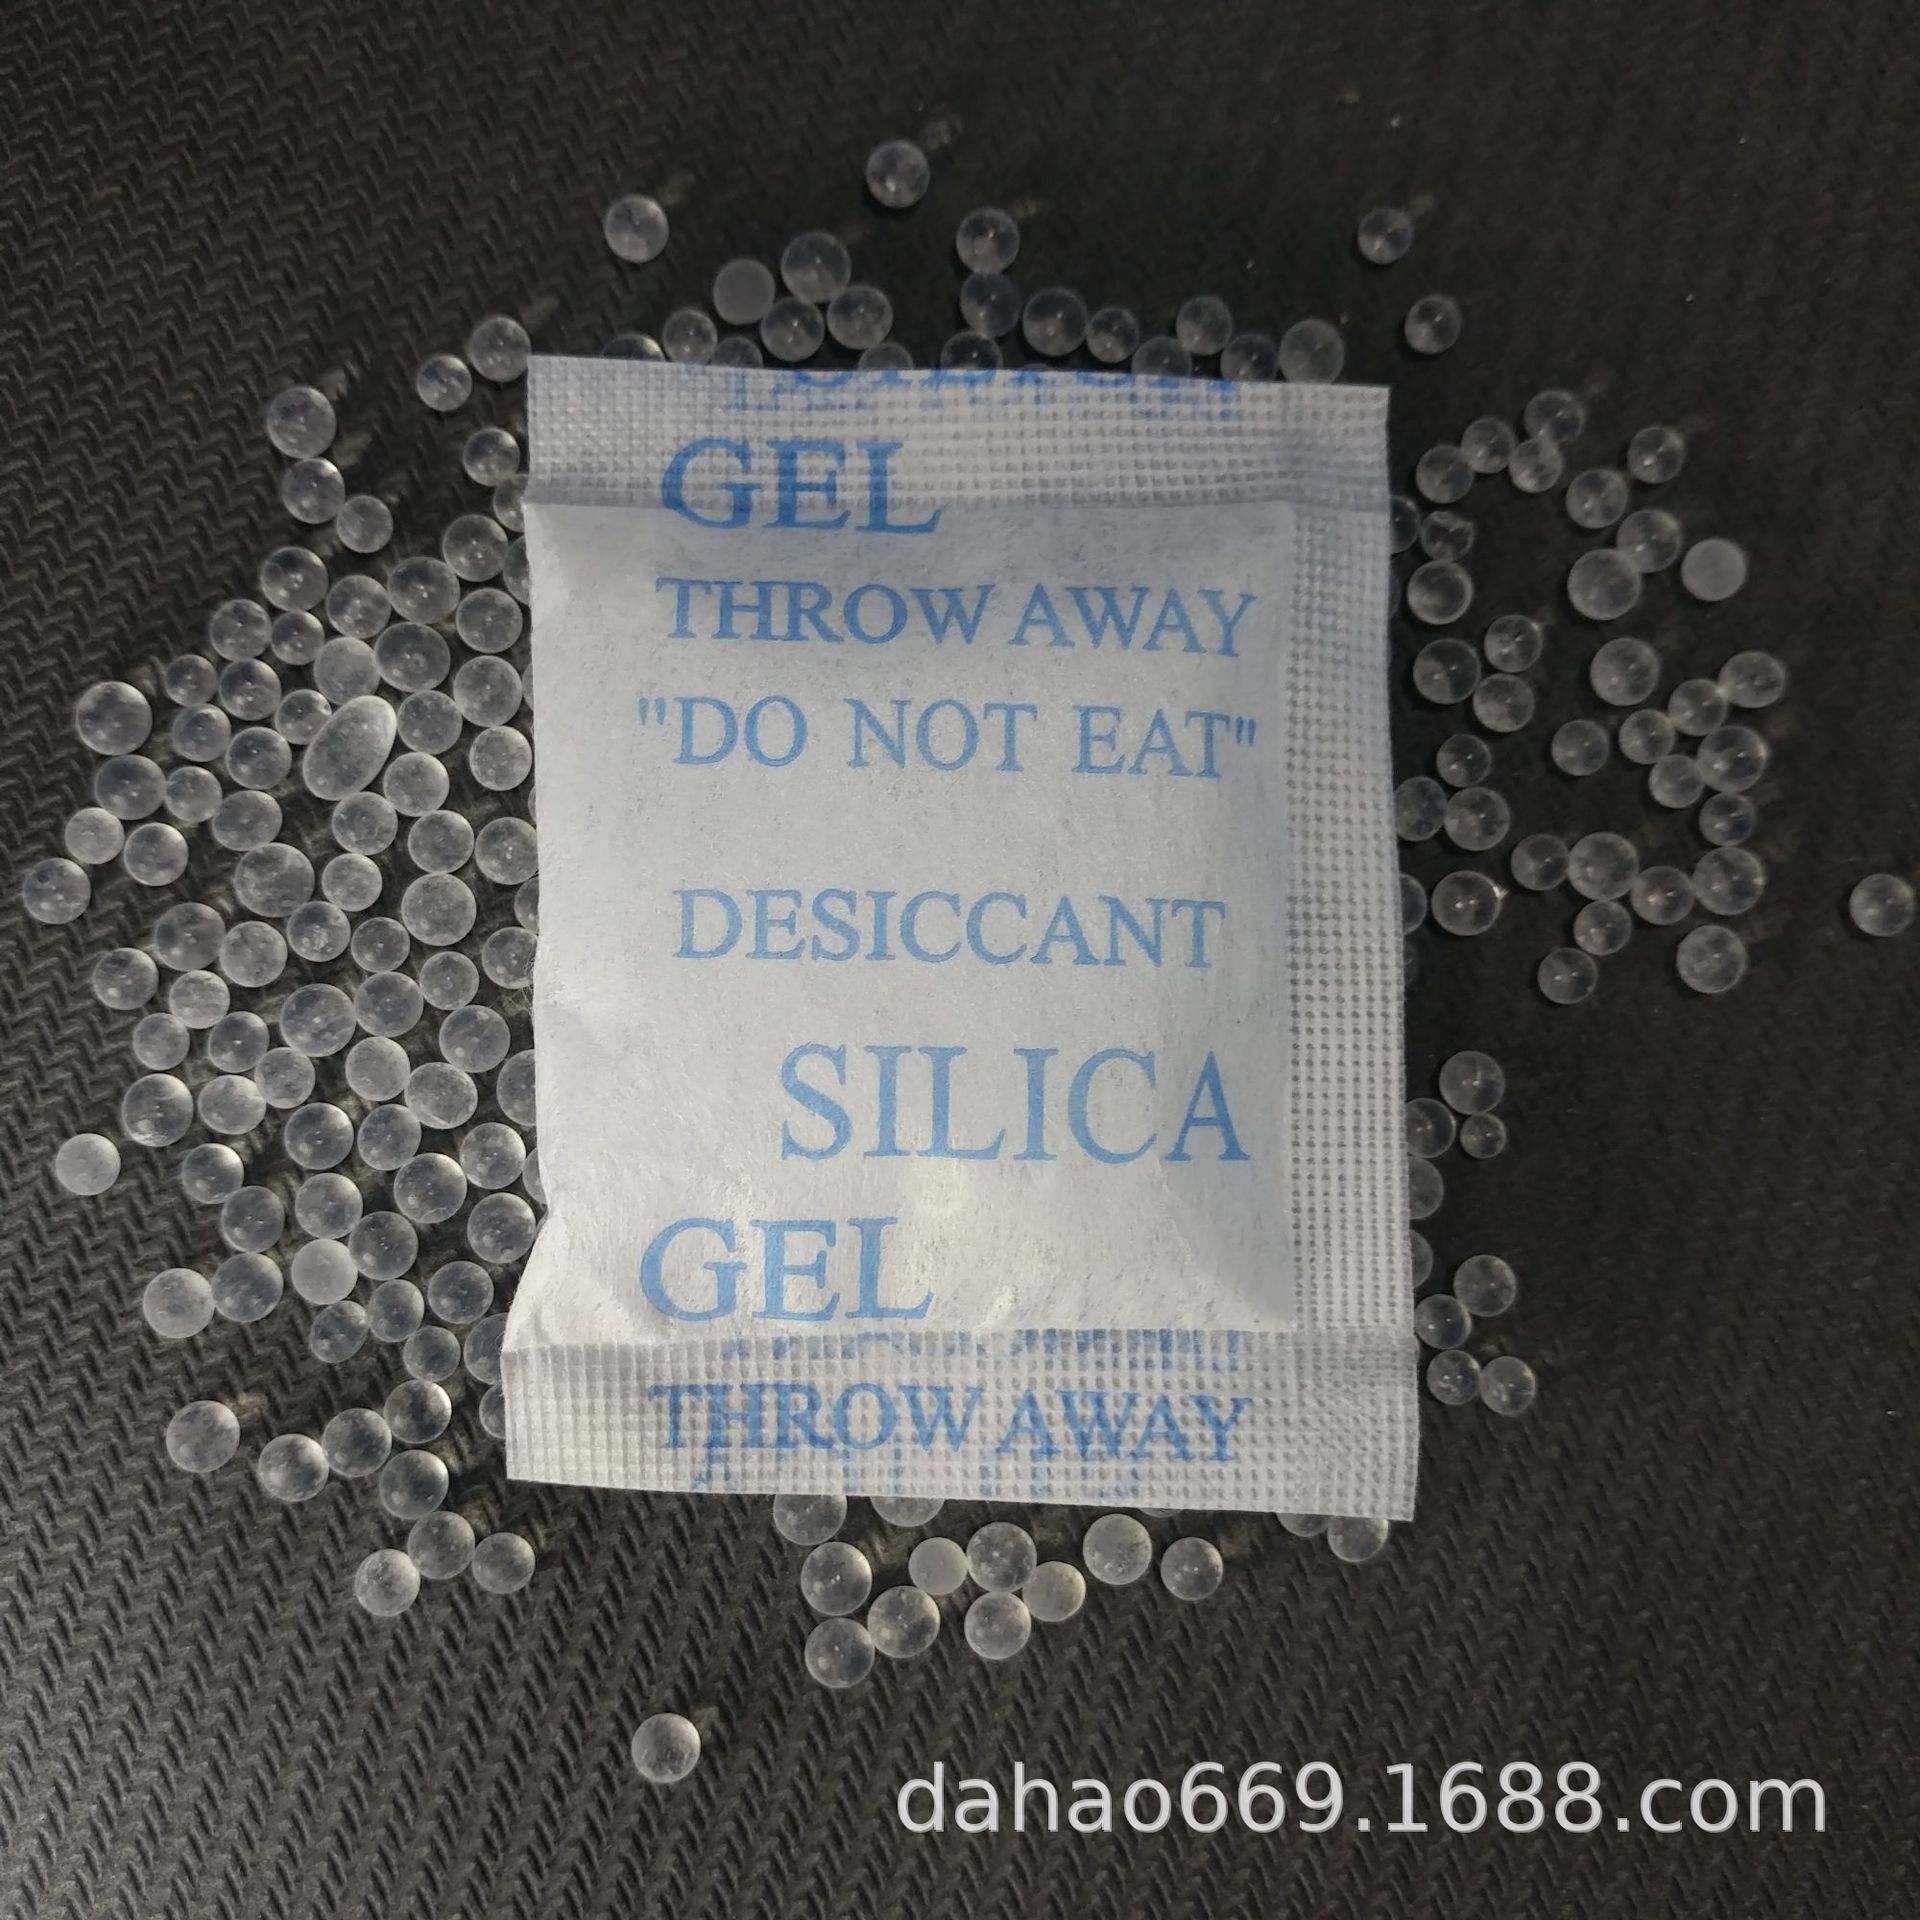 GEL
THROW AWAY
"DO NOT EAT"
DESICCANT
SILICA
GEL
THROW AWAY
dahao669.1688.com